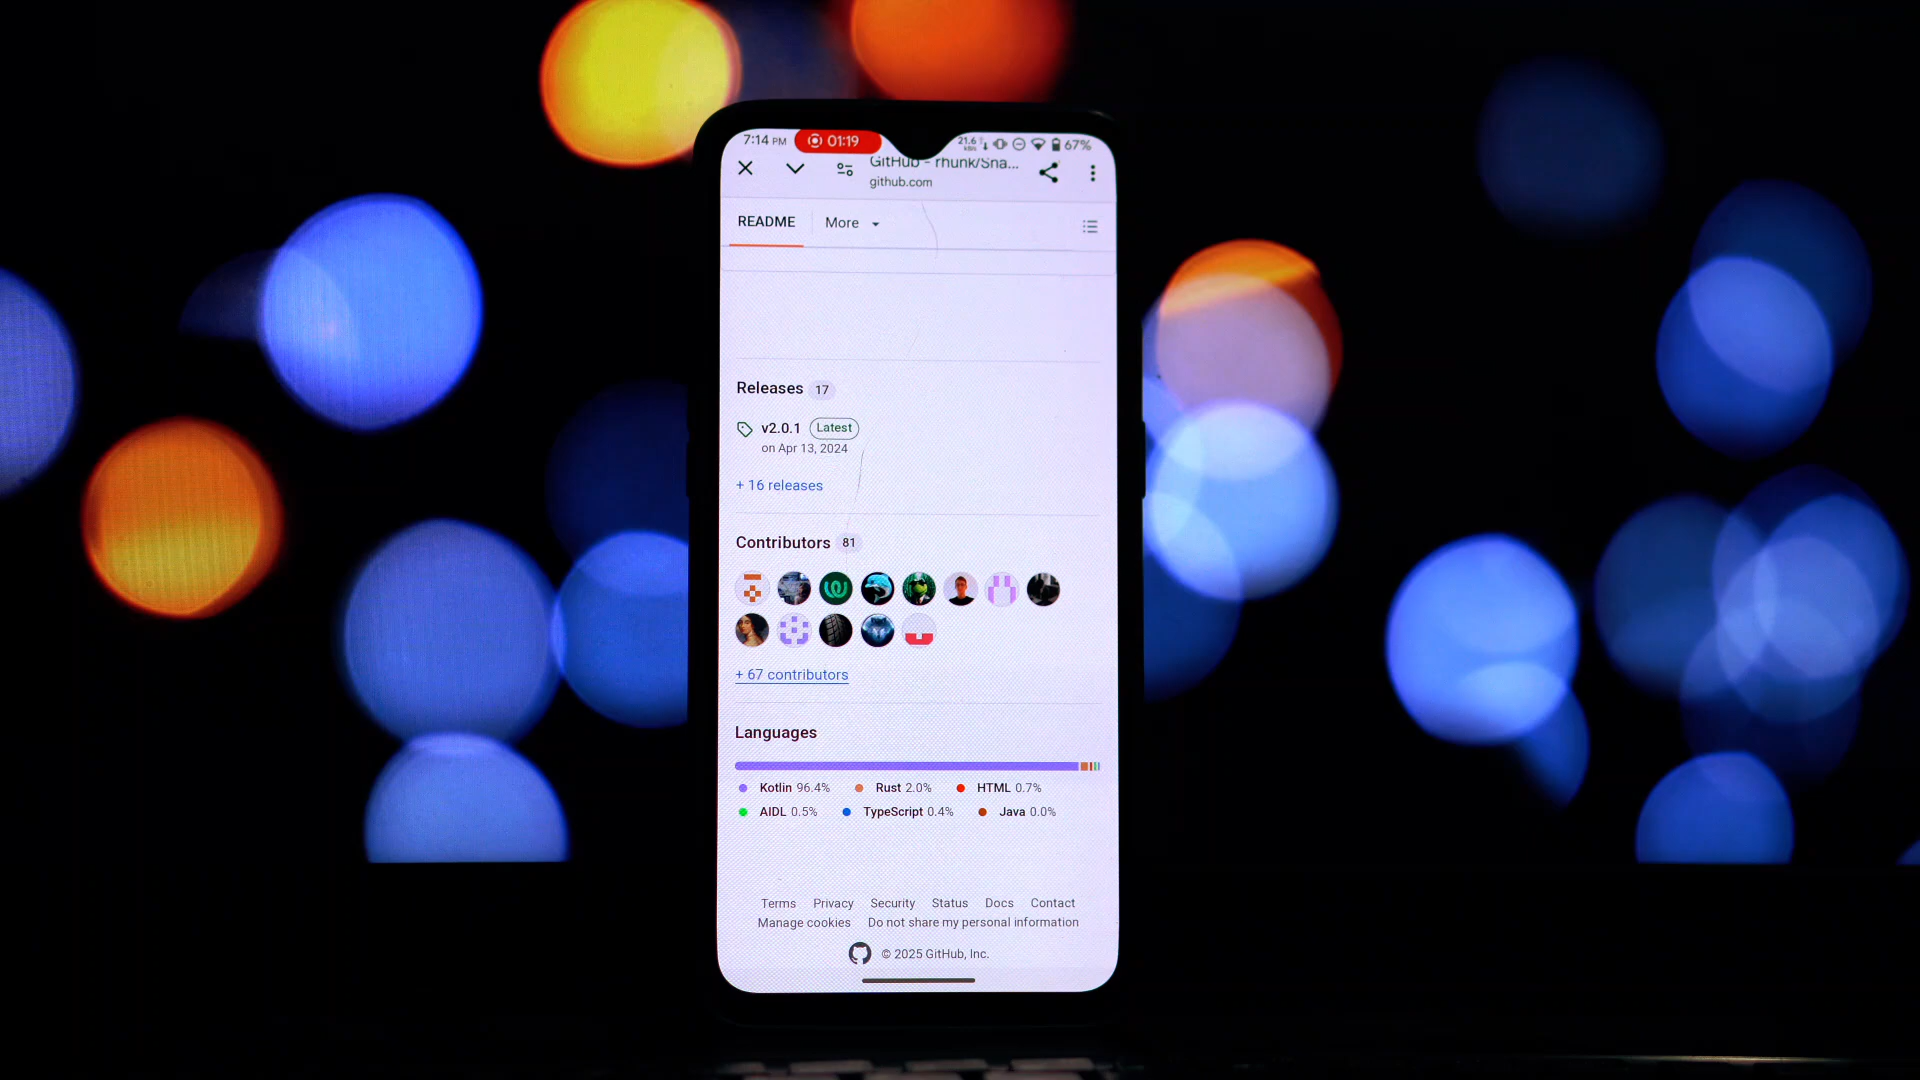 7:14 PM 01:19 21.6 67%
GitHub - rhunk/Sna...
github.com
README More
Releases 17
v2.0.1 Latest
on Apr 13, 2024
+ 16 releases
Contributors 81
+ 67 contributors
Languages
Kotlin 96.4% Rust 2.0% HTML 0.7%
AIDL 0.5% TypeScript 0.4% Java 0.0%
Terms Privacy Security Status Docs Contact
Manage cookies Do not share my personal information
© 2025 GitHub, Inc.